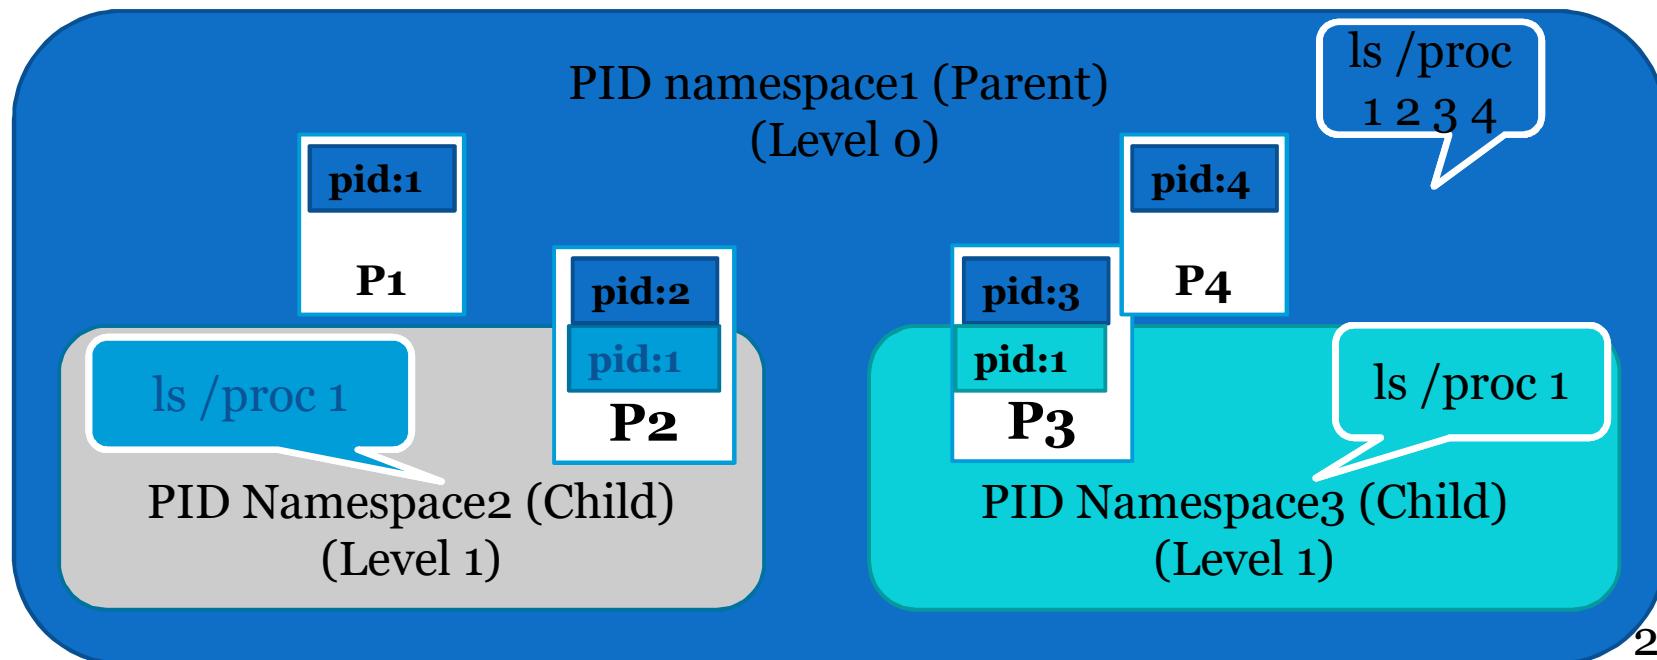 PID namespace1 (Parent)
(Level 0)
ls /proc
1 2 3 4
pid:1
P1
pid:2
pid:1
P2
pid:3
pid:1
P3
pid:4
P4
ls /proc 1
PID Namespace2 (Child)
(Level 1)
ls /proc 1
PID Namespace3 (Child)
(Level 1)
2